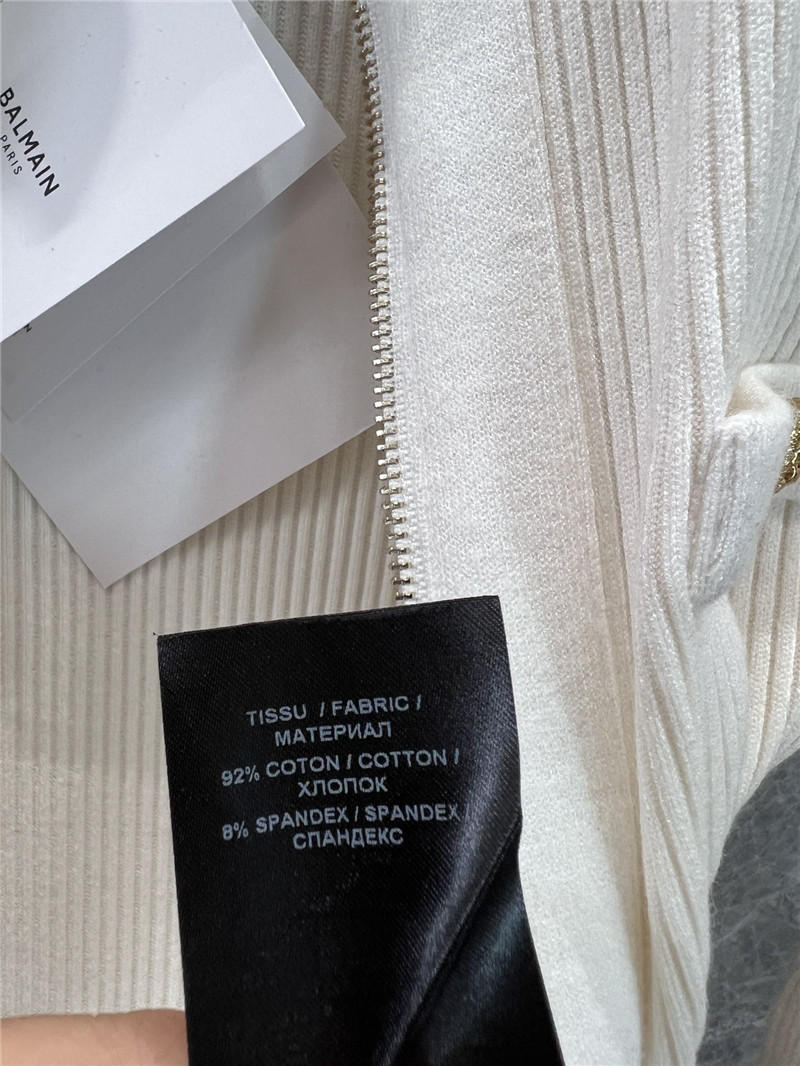 BALMAIN
PARIS
TISSU / FABRIC /
МАТЕРИАЛ
92% COTON / COTTON /
ХЛОПОК
8% SPANDEX / SPANDEX
СПАНДЕКС